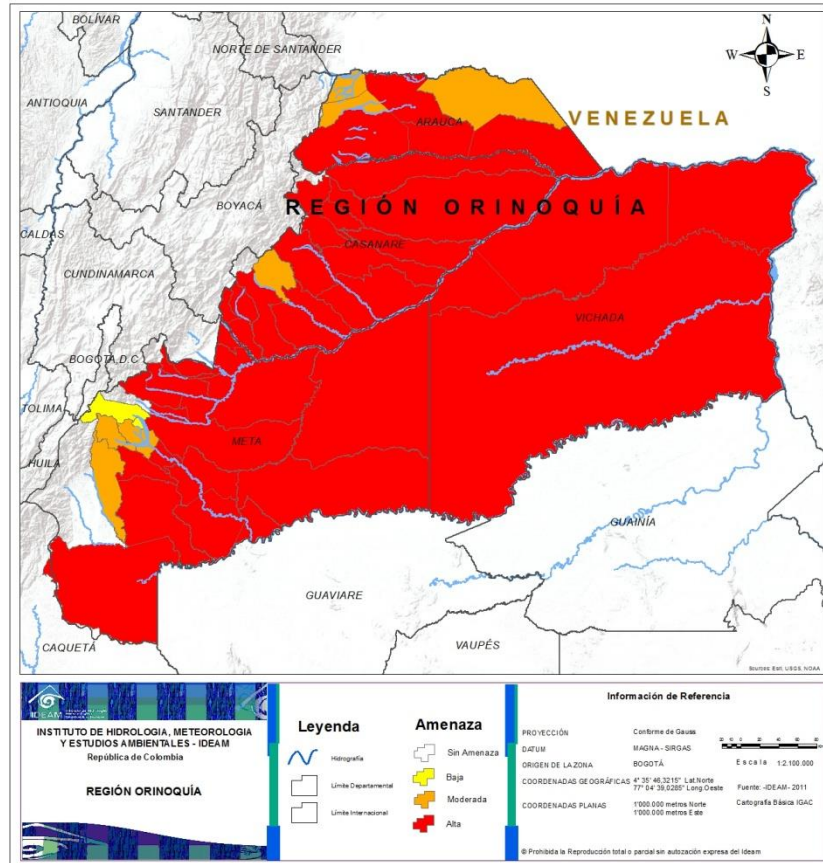 BOLÍVAR
NORTE DE SANTANDER
N
W E
S
ANTIOQUIA
SANTANDER
ARAUCA
VENEZUELA
BOYACÁ
REGIÓN ORINOQUÍA
CALDAS
CASANARE
CUNDINAMARCA
VICHADA
BOGOTÁ D.C
TOLIMA
META
HUILA
GUAINÍA
GUAVIARE
CAQUETÁ
VAUPÉS
Sources: Esri, USGS, NOAA
IDEAM
INSTITUTO DE HIDROLOGIA, METEOROLOGIA
Y ESTUDIOS AMBIENTALES - IDEAM
República de Colombia
REGIÓN ORINOQUÍA
Leyenda
Hidrografía
Límite Departamental
Límite Internacional
Amenaza
Sin Amenaza
Baja
Moderada
Alta
Información de Referencia
PROYECCIÓN Conforme de Gauss
DATUM MAGNA - SIRGAS
ORIGEN DE LA ZONA BOGOTÁ
COORDENADAS GEOGRÁFICAS 4° 35' 46,3215" Lat.Norte
77° 04' 39,0285" Long.Oeste
COORDENADAS PLANAS 1'000.000 metros Norte
1'000.000 metros Este
Escala 1:2.100.000
Fuente: -IDEAM- 2011
Cartografía Básica IGAC
© Prohibida la Reproducción total o parcial sin autozación expresa del Ideam